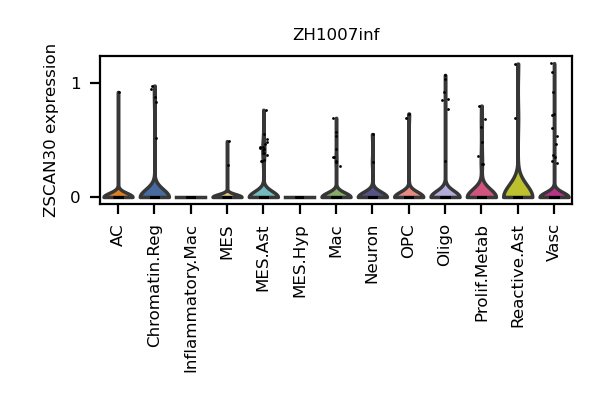 ZH1007inf
ZSCAN30 expression
1
0
AC
Chromatin.Reg
Inflammatory.Mac
MES
MES.Ast
MES.Hyp
Mac
Neuron
OPC
Oligo
Prolif.Metab
Reactive.Ast
Vasc